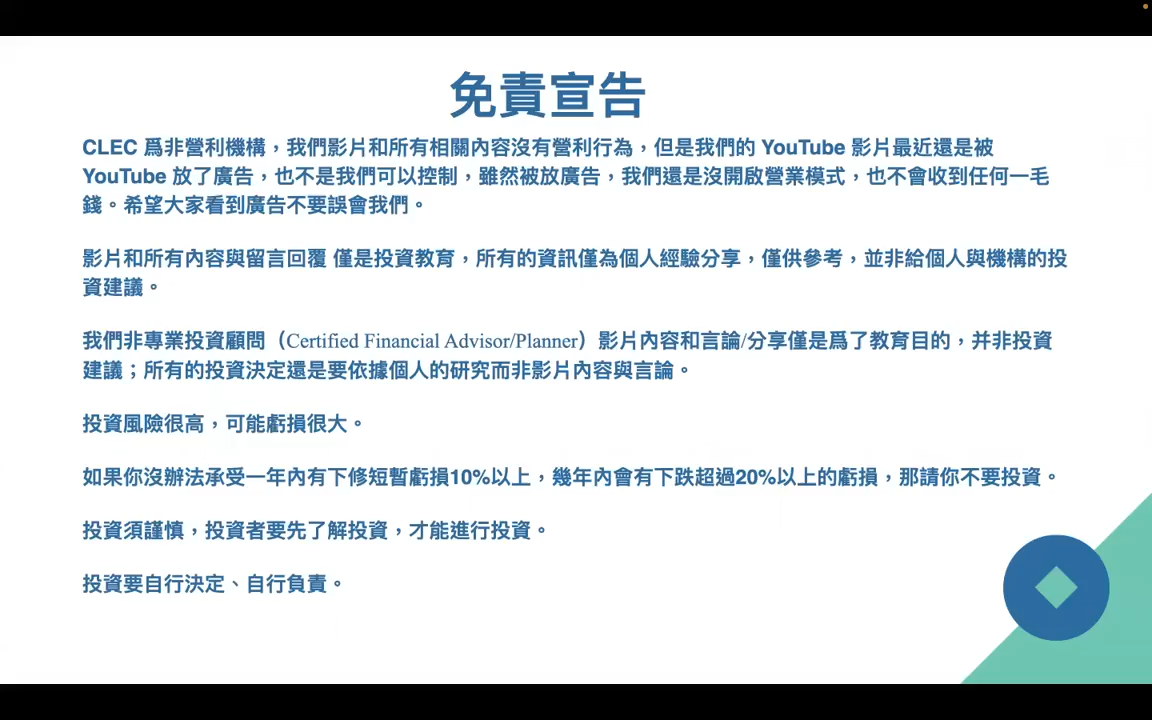 免責宣告
CLEC 爲非營利機構，我們影片和所有相關內容沒有營利行為，但是我們的 YouTube 影片最近還是被
YouTube 放了廣告，也不是我們可以控制，雖然被放廣告，我們還是沒開啟營業模式，也不會收到任何一毛
錢。希望大家看到廣告不要誤會我們。
影片和所有內容與留言回覆 僅是投資教育，所有的資訊僅為個人經驗分享，僅供參考，並非給個人與機構的投
資建議。
我們非專業投資顧問（Certified Financial Advisor/Planner）影片內容和言論/分享僅是爲了教育目的，并非投資
建議；所有的投資決定還是要依據個人的研究而非影片內容與言論。
投資風險很高，可能虧損很大。
如果你沒辦法承受一年內有下修短暫虧損10%以上，幾年內會有下跌超過20%以上的虧損，那請你不要投資。
投資須謹慎，投資者要先了解投資，才能進行投資。
投資要自行決定、自行負責。